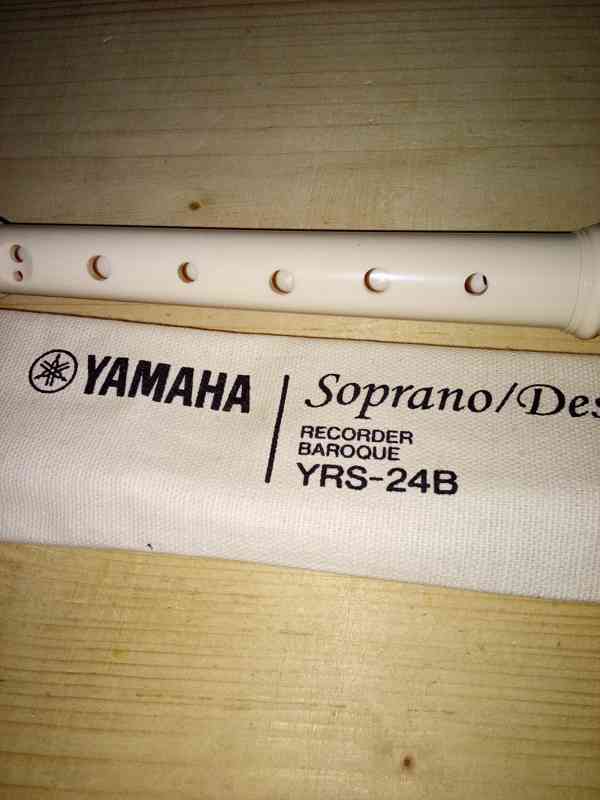 YAMAHA
Soprano/Des
RECORDER
BAROQUE
YRS-24B